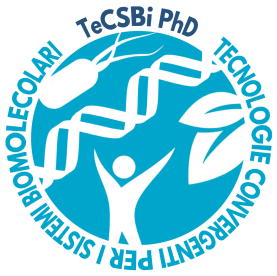 TeCSBi PhD
TECNOLOGIE CONVERGENTI PER I SISTEMI BIOMOLECOLARI